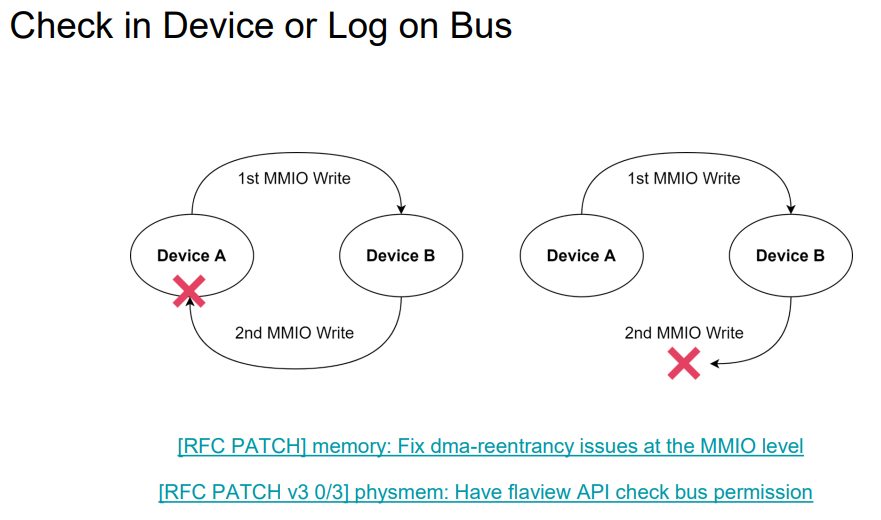 Check in Device or Log on Bus
1st MMIO Write
1st MMIO Write
Device A
Device B
Device A
Device B
2nd MMIO Write
2nd MMIO Write
[RFC PATCH] memory: Fix dma-reentrancy issues at the MMIO level
[RFC PATCH v3 0/3] physmem: Have flaview API check bus permission